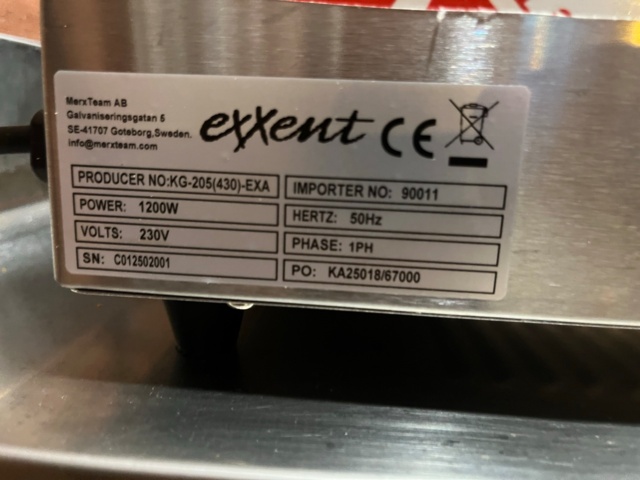 MerxTeam AB
Galvaniseringsgatan 5
SE-41707 Goteborg,Sweden.
info@merxteam.com
exxent CE
PRODUCER NO:KG-205(430)-EXA
IMPORTER NO: 90011
POWER: 1200W
HERTZ: 50Hz
VOLTS: 230V
PHASE: 1PH
SN: C012502001
PO: KA25018/67000